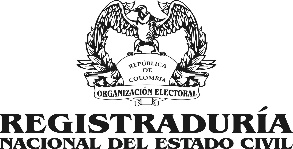 REPÚBLICA
DE
COLOMBIA
ORGANIZACIÓN ELECTORAL
REGISTRADURÍA
NACIONAL DEL ESTADO CIVIL